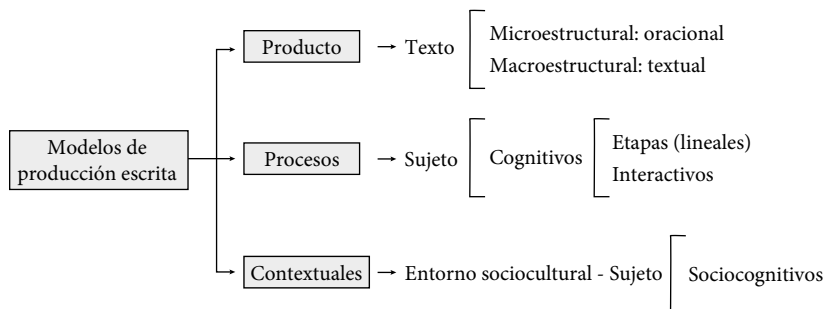 Modelos de
producción escrita
Producto
Texto
Microestructural: oracional
Macroestructural: textual
Procesos
Sujeto
Cognitivos
Etapas (lineales)
Interactivos
Contextuales
Entorno sociocultural - Sujeto
Sociocognitivos